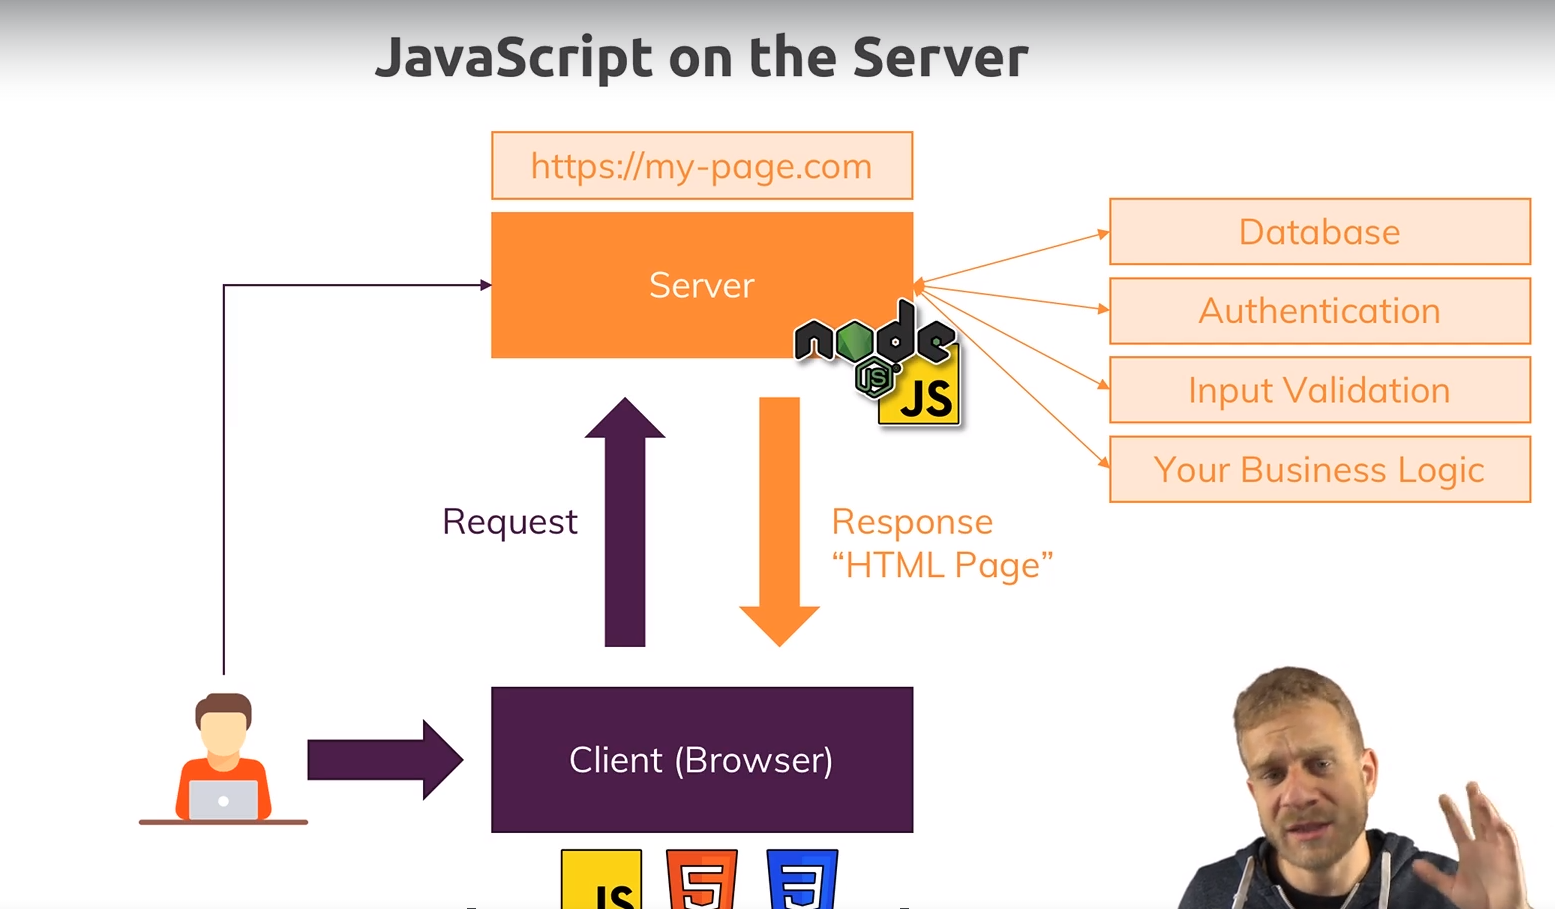 JavaScript on the Server
https://my-page.com
Server
node
JS
JS
Database
Authentication
Input Validation
Your Business Logic
Request
Response
“HTML Page”
Client (Browser)
JS